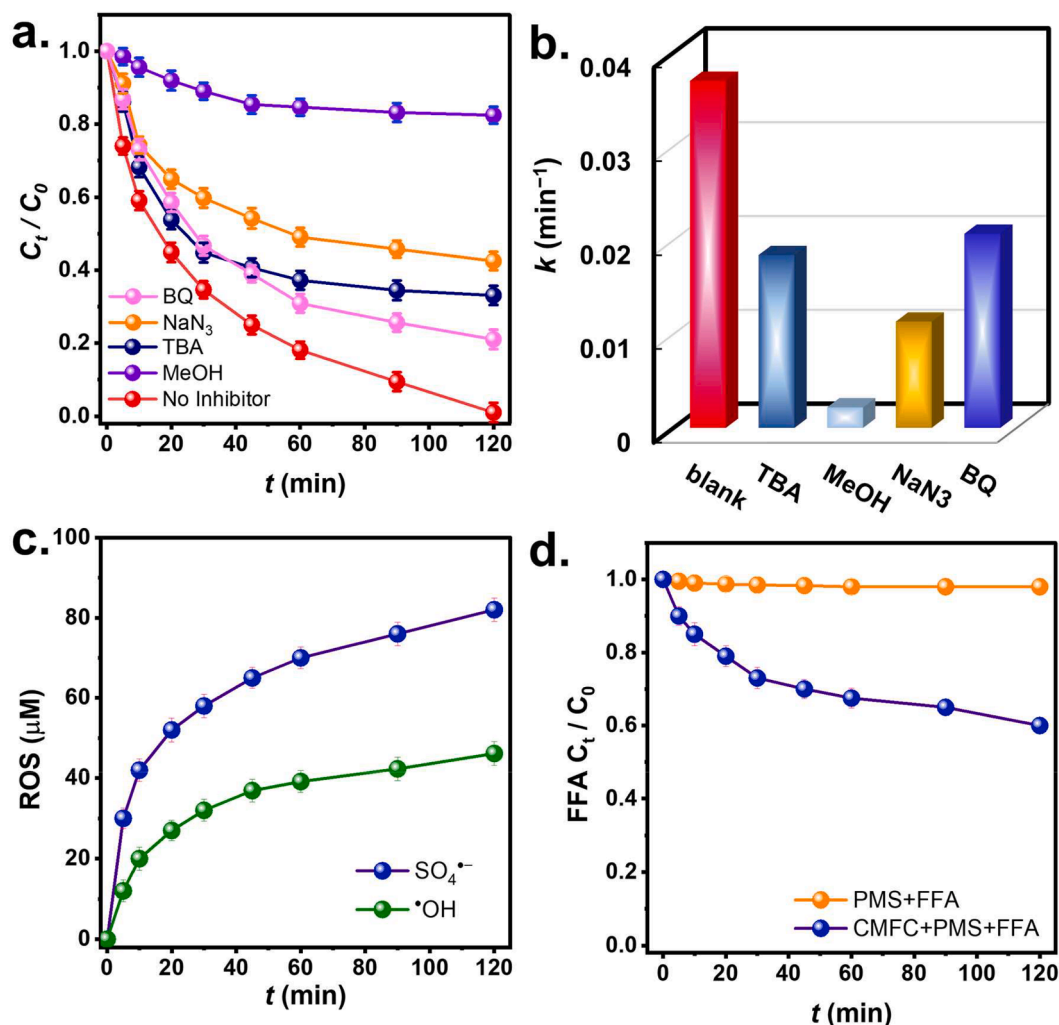 a.
C_t / C_0
1.0
0.8
0.6
0.4
0.2
0.0
BQ
NaN₃
TBA
MeOH
No Inhibitor
0 20 40 60 80 100 120
t (min)
b.
k (min⁻¹)
0.04
0.03
0.02
0.01
0
blank TBA MeOH NaN3 BQ
c.
ROS (μM)
100
80
60
40
20
0
SO₄•⁻
•OH
0 20 40 60 80 100 120
t (min)
d.
FFA C_t / C_0
1.0
0.8
0.6
0.4
0.2
0.0
PMS+FFA
CMFC+PMS+FFA
0 20 40 60 80 100 120
t (min)